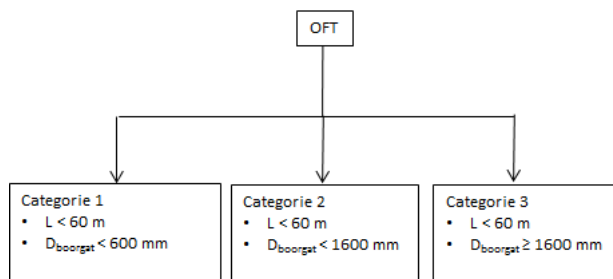 OFT
Categorie 1
• L < 60 m
• Dboorgat < 600 mm
Categorie 2
• L < 60 m
• Dboorgat < 1600 mm
Categorie 3
• L < 60 m
• Dboorgat ≥ 1600 mm